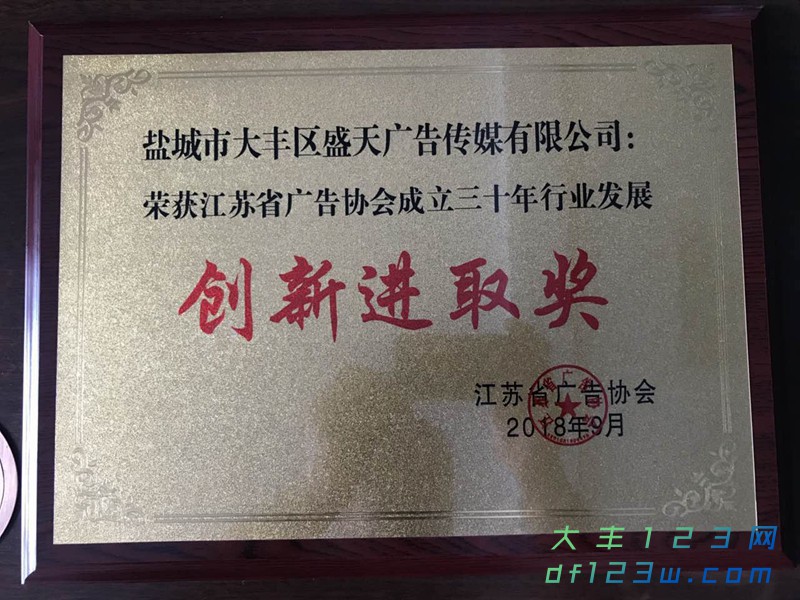 盐城市大丰区盛天广告传媒有限公司：
荣获江苏省广告协会成立三十年行业发展
创新进取奖
江苏省广告协会
2018年9月
大丰123网
df123w.com